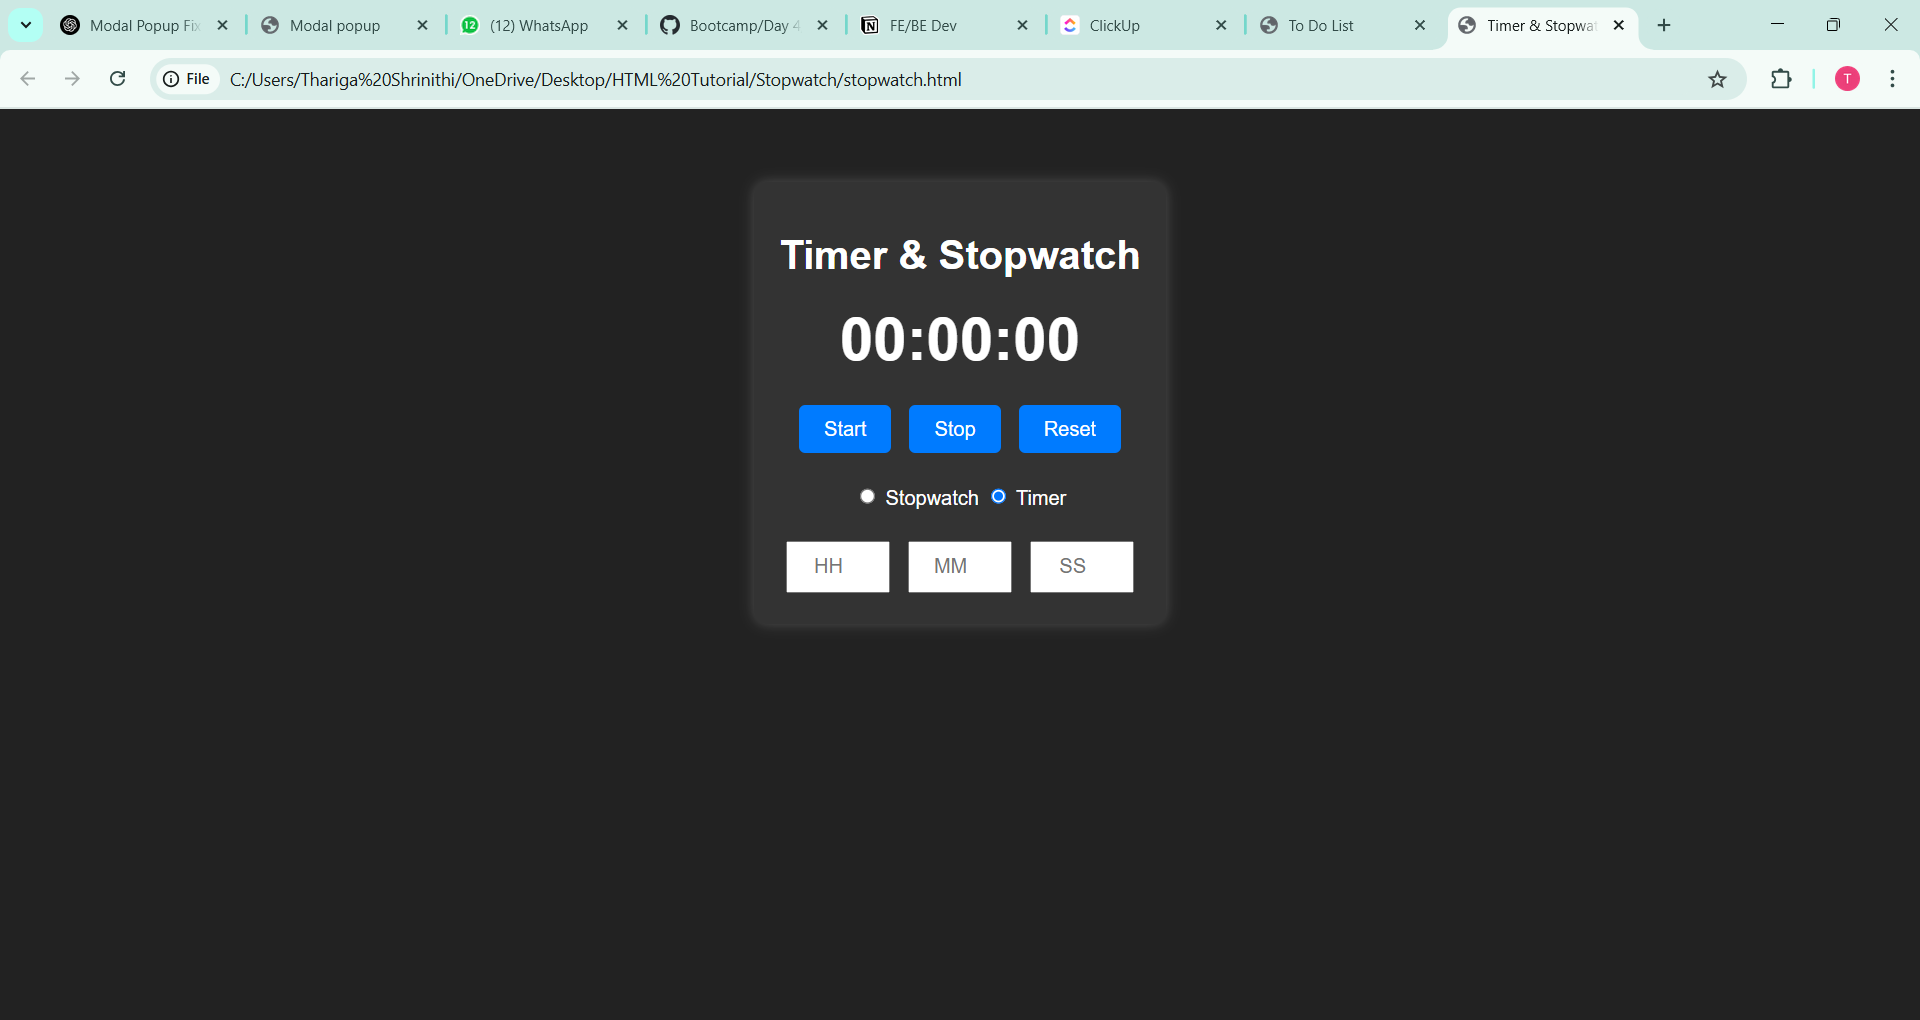 Modal Popup Fix
Modal popup
12 (12) WhatsApp
Bootcamp/Day 4
FE/BE Dev
ClickUp
To Do List
Timer & Stopwat
File C:/Users/Thariga%20Shrinithi/OneDrive/Desktop/HTML%20Tutorial/Stopwatch/stopwatch.html
T
Timer & Stopwatch
00:00:00
Start Stop Reset
Stopwatch Timer
HH MM SS